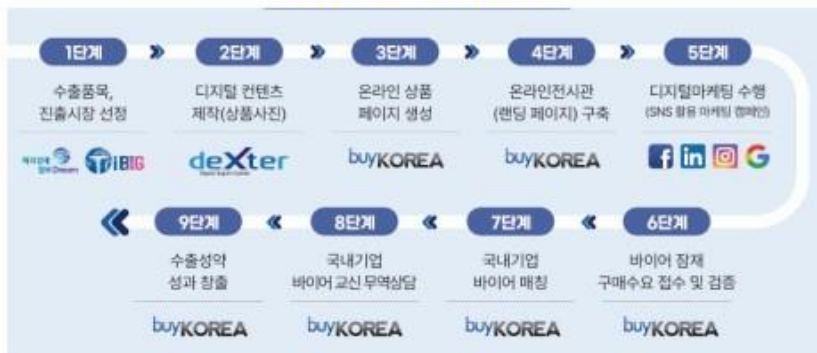 1단계
2단계
3단계
4단계
5단계
수출품목,
진출시장 선정
디지털 컨텐츠
제작(상품사진)
온라인 상품
페이지 생성
온라인전시관
(랜딩 페이지) 구축
디지털마케팅 수행
(SNS 활용 마케팅 캠페인)
TriBIG
deXter
buyKOREA
buyKOREA
f
in
G
9단계
8단계
7단계
6단계
수출성약
성과 창출
국내기업
바이어 교신 무역상담
국내기업
바이어 매칭
바이어 잠재
구매수요 접수 및 검증
buyKOREA
buyKOREA
buyKOREA
buyKOREA